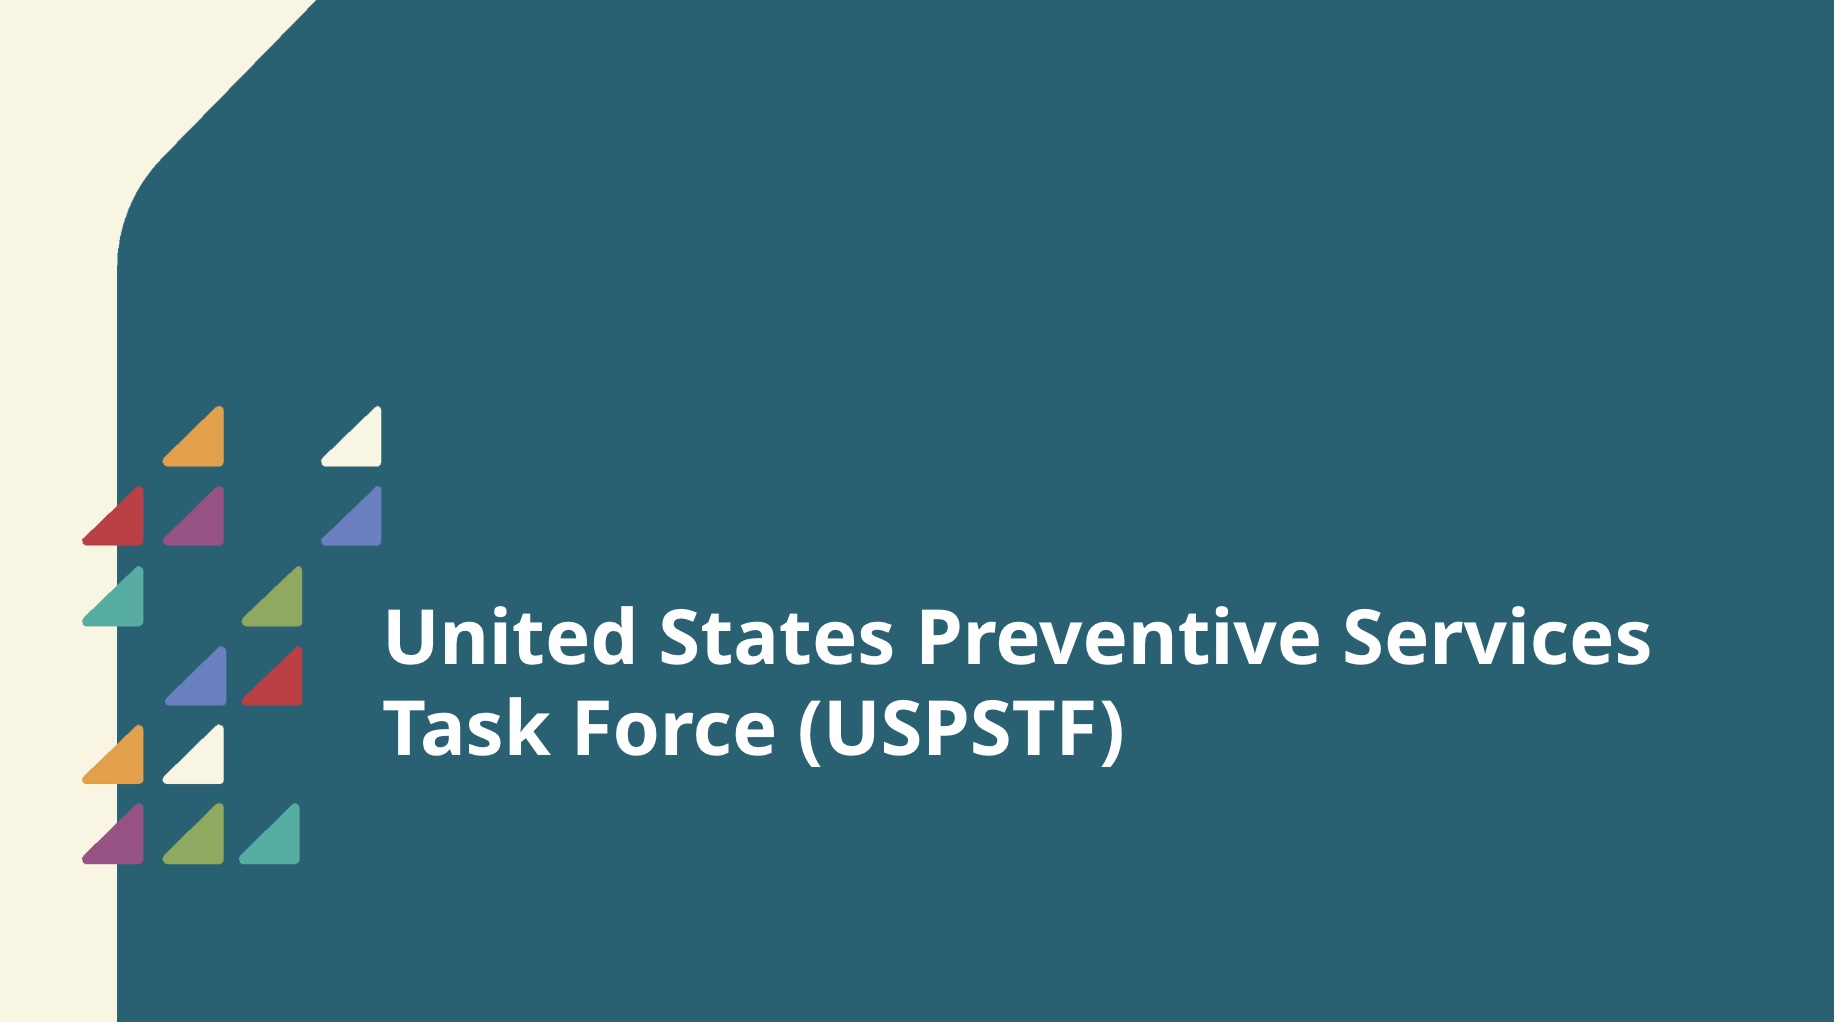 United States Preventive Services
Task Force (USPSTF)